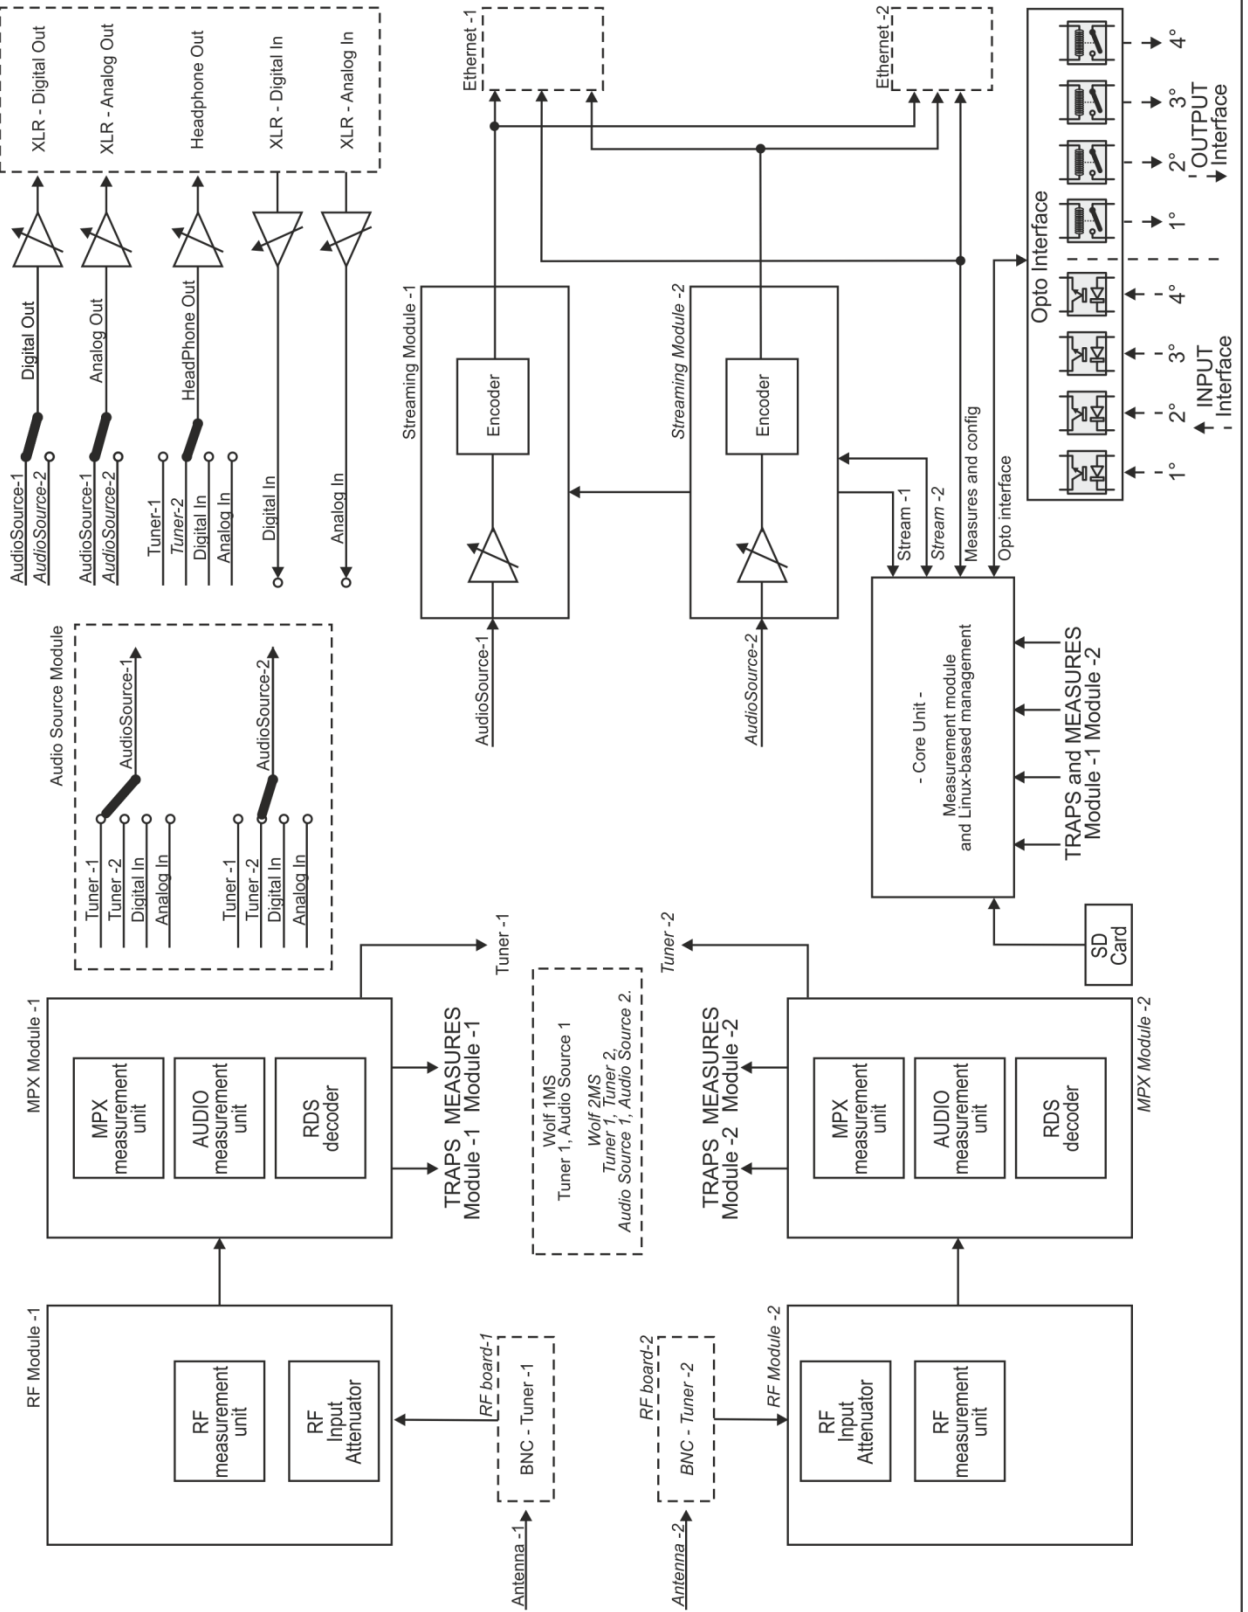 Antenna -1
RF board-1
BNC - Tuner -1
RF Module -1
RF
measurement
unit
RF
Input
Attenuator
MPX Module -1
MPX
measurement
unit
AUDIO
measurement
unit
RDS
decoder
TRAPS
Module -1
MEASURES
Module -1
Tuner -1
Audio Source Module
Tuner -1
Tuner -2
Digital In
Analog In
AudioSource-1
Tuner -1
Tuner -2
Digital In
Analog In
AudioSource-2
AudioSource-1
AudioSource-2
Digital Out
XLR - Digital Out
AudioSource-1
AudioSource-2
Analog Out
XLR - Analog Out
Tuner-1
Tuner-2
Digital In
Analog In
HeadPhone Out
Headphone Out
Digital In
XLR - Digital In
Analog In
XLR - Analog In
Wolf 1MS
Tuner 1, Audio Source 1
Wolf 2MS
Tuner 1, Tuner 2,
Audio Source 1, Audio Source 2.
AudioSource-1
Streaming Module -1
Encoder
Ethernet -1
AudioSource-2
Streaming Module -2
Encoder
Ethernet -2
Antenna -2
RF board-2
BNC - Tuner -2
RF Module -2
RF
Input
Attenuator
RF
measurement
unit
TRAPS
Module -2
MEASURES
Module -2
Tuner -2
MPX
measurement
unit
AUDIO
measurement
unit
RDS
decoder
MPX Module -2
SD
Card
- Core Unit -
Measurement module
and Linux-based management
TRAPS and MEASURES
Module -1 Module -2
Stream -1
Stream -2
Measures and config
Opto interface
Opto Interface
1°
2°
3°
4°
INPUT
Interface
1°
2°
3°
4°
OUTPUT
Interface